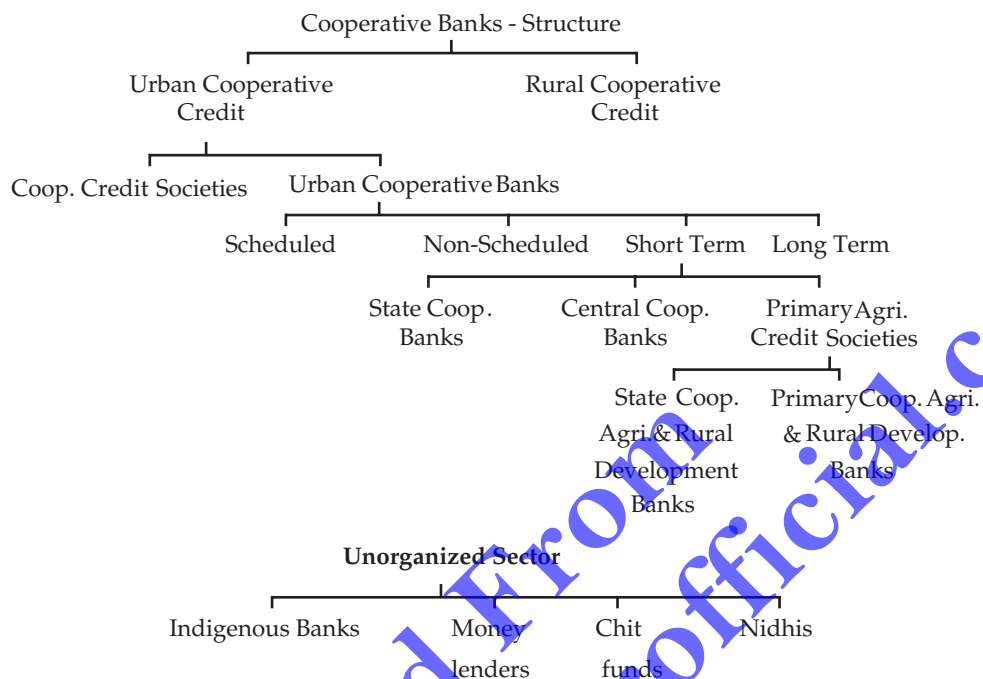 Cooperative Banks - Structure
Urban Cooperative
Credit
Rural Cooperative
Credit
Coop. Credit Societies
Urban Cooperative Banks
Scheduled
Non-Scheduled
Short Term
Long Term
State Coop.
Banks
Central Coop.
Banks
Primary Agri.
Credit Societies
State Coop.
Agri. & Rural
Development
Banks
Primary Coop. Agri.
& Rural Develop.
Banks
Unorganized Sector
Indigenous Banks
Money
lenders
Chit
funds
Nidhis
From